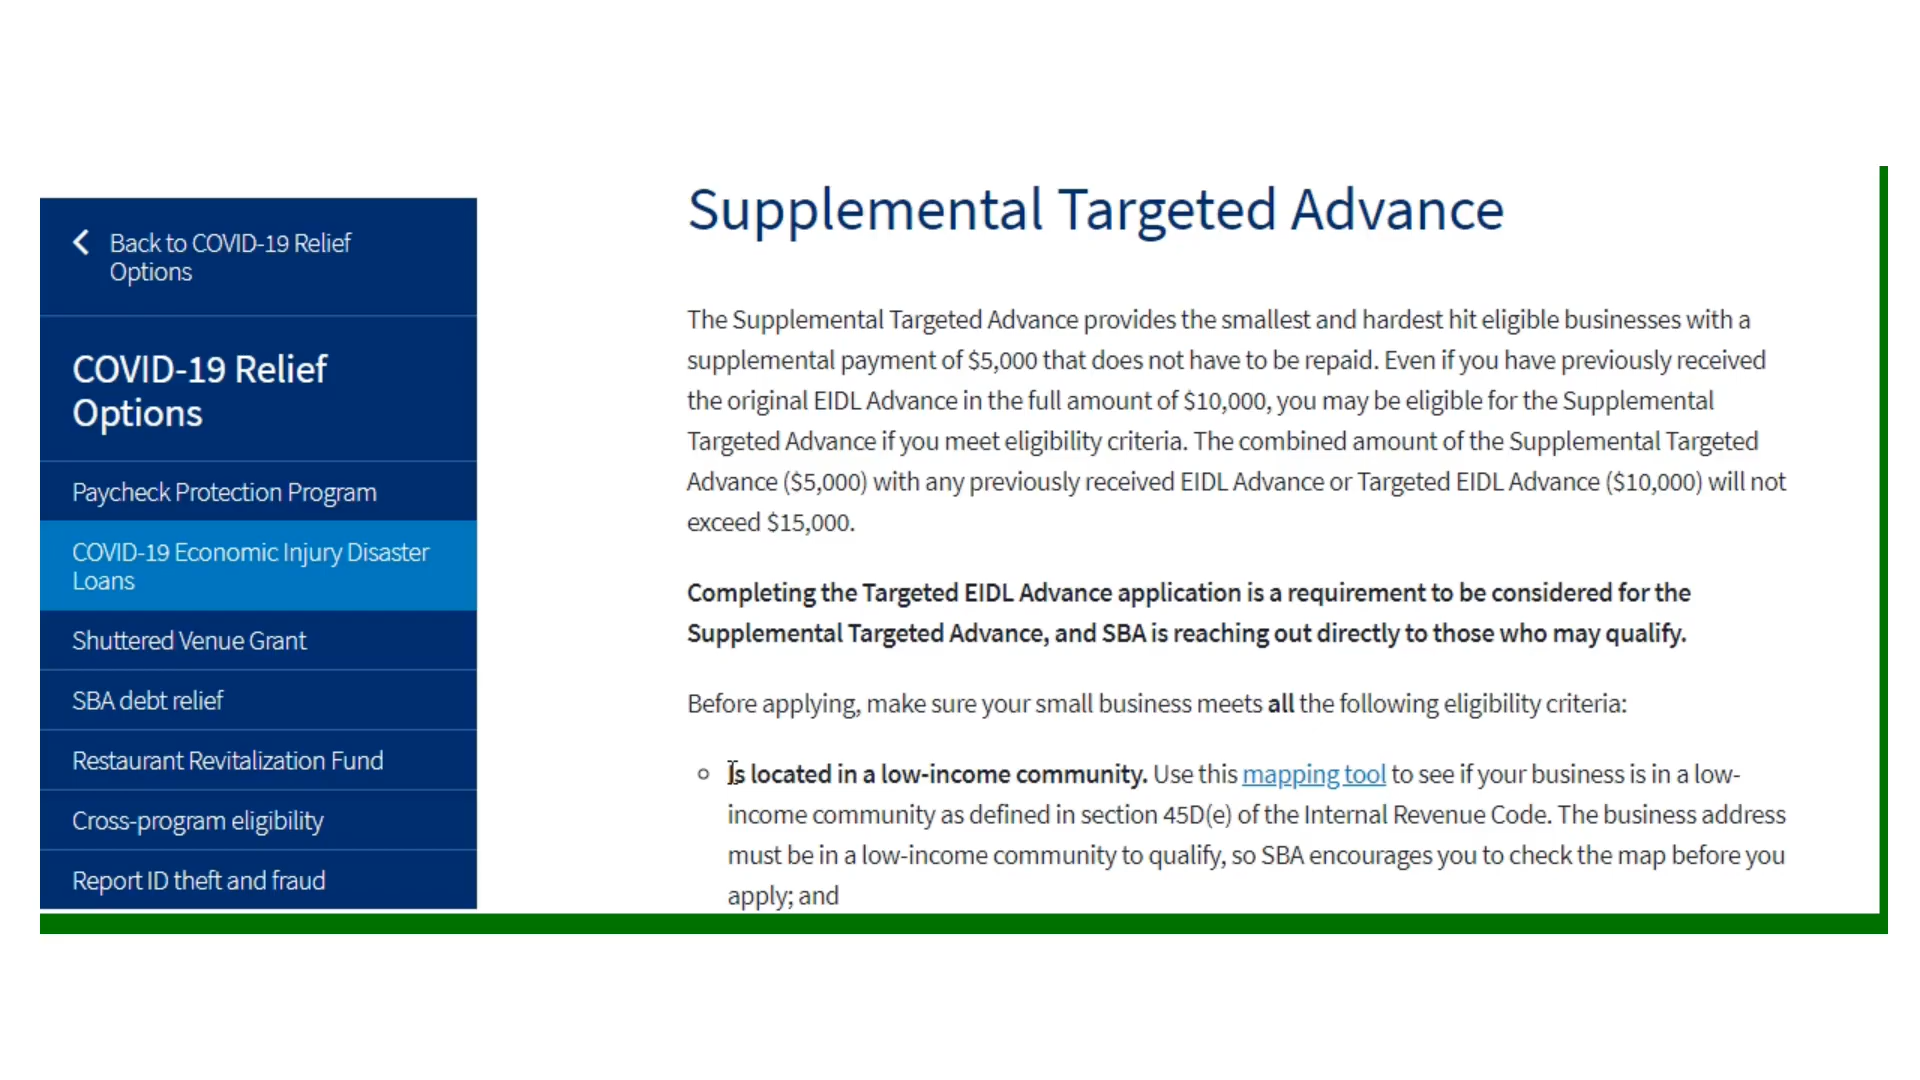 Back to COVID-19 Relief
Options
COVID-19 Relief
Options
Paycheck Protection Program
COVID-19 Economic Injury Disaster
Loans
Shuttered Venue Grant
SBA debt relief
Restaurant Revitalization Fund
Cross-program eligibility
Report ID theft and fraud
Supplemental Targeted Advance
The Supplemental Targeted Advance provides the smallest and hardest hit eligible businesses with a
supplemental payment of $5,000 that does not have to be repaid. Even if you have previously received
the original EIDL Advance in the full amount of $10,000, you may be eligible for the Supplemental
Targeted Advance if you meet eligibility criteria. The combined amount of the Supplemental Targeted
Advance ($5,000) with any previously received EIDL Advance or Targeted EIDL Advance ($10,000) will not
exceed $15,000.
Completing the Targeted EIDL Advance application is a requirement to be considered for the
Supplemental Targeted Advance, and SBA is reaching out directly to those who may qualify.
Before applying, make sure your small business meets all the following eligibility criteria:
Is located in a low-income community. Use this mapping tool to see if your business is in a low-
income community as defined in section 45D(e) of the Internal Revenue Code. The business address
must be in a low-income community to qualify, so SBA encourages you to check the map before you
apply; and